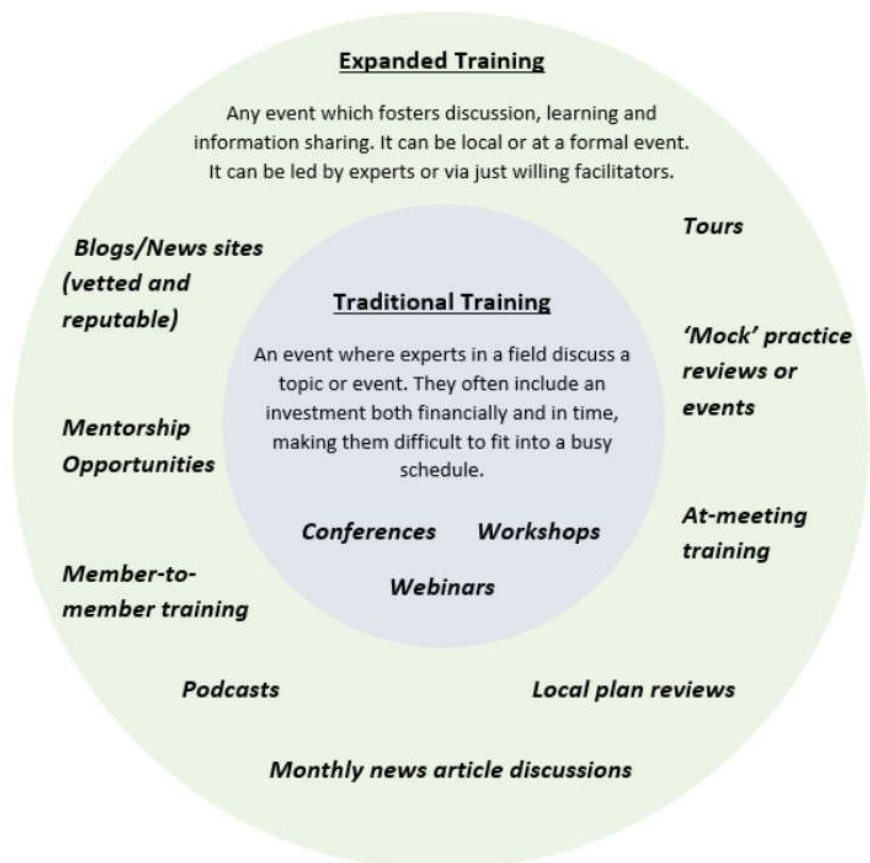 Expanded Training
Any event which fosters discussion, learning and
information sharing. It can be local or at a formal event.
It can be led by experts or via just willing facilitators.
Blogs/News sites
(vetted and
reputable)
Mentorship
Opportunities
Member-to-
member training
Traditional Training
An event where experts in a field discuss a
topic or event. They often include an
investment both financially and in time,
making them difficult to fit into a busy
schedule.
Conferences Workshops
Webinars
Tours
‘Mock’ practice
reviews or
events
At-meeting
training
Podcasts
Local plan reviews
Monthly news article discussions